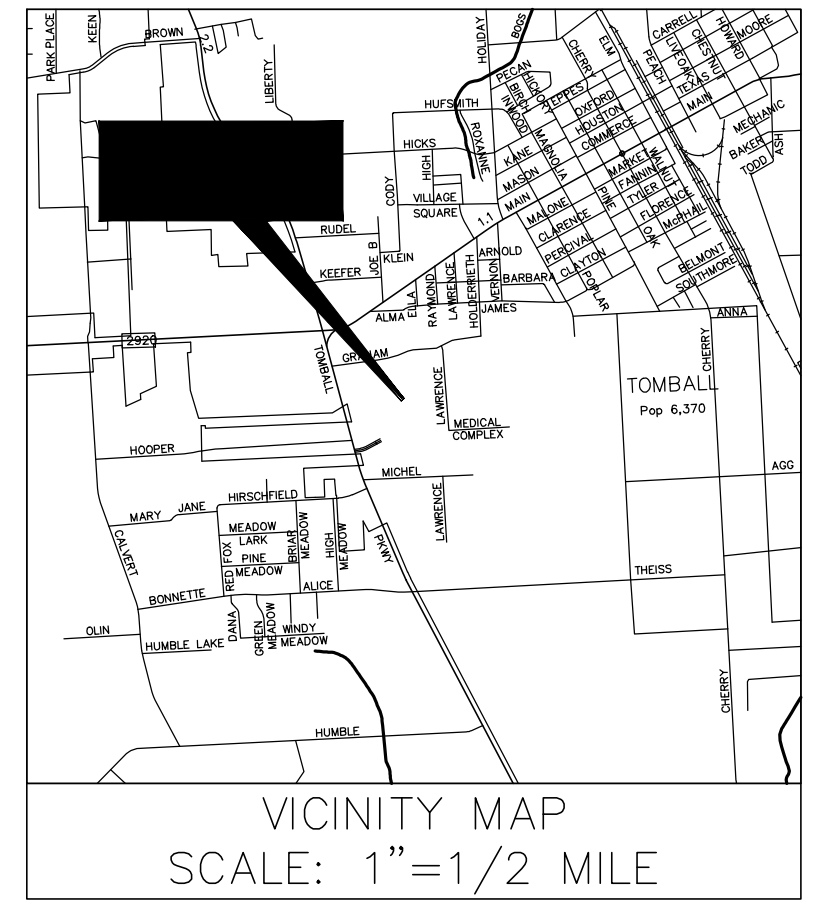 PARK PLACE
KEEN
BROWN
2.2
LIBERTY
HOLIDAY
BOGS
CHERRY
ELM
CARRELL
LIVEOAK
CHESTNUT
HOWARD
MOORE
PEACH
TEXAS
MAIN
PECAN
HICKORY
BIRCH
INWOOD
JEPPES
OXFORD
HOUSTON
COMMERCE
HUFSMITH
ROXANNE
MAGNOLIA
MECHANIC
BAKER
TODD
ASH
HICKS
HIGH
CODY
KANE
MASON
MAIN
MARKET
WALNUT
FANNIN
TYLER
FLORENCE
McPHAIL
PINE
OAK
VILLAGE
SQUARE
1.1
MALONE
CLARENCE
PERCIVAL
CLAYTON
POPLAR
BELMONT
SOUTHMORE
RUDEL
JOE B
KLEIN
KEEFER
ARNOLD
BARBARA
JAMES
ALMA
ELLA
RAYMOND
LAWRENCE
HOLDERRIETH
VERNON
ANNA
CHERRY
2920
TOMBALL
GRAHAM
LAWRENCE
MEDICAL
COMPLEX
TOMBALL
Pop 6,370
HOOPER
MICHEL
AGG
LAWRENCE
MARY JANE
HIRSCHFIELD
CALVERT
MEADOW
LARK
PINE
MEADOW
RED FOX
BRIAR
MEADOW
HIGH
MEADOW
PKWY
THEISS
BONNETTE
ALICE
OLIN
HUMBLE LAKE
DANA
GREEN
MEADOW
WINDY
MEADOW
CHERRY
HUMBLE
VICINITY MAP
SCALE: 1"=1/2 MILE